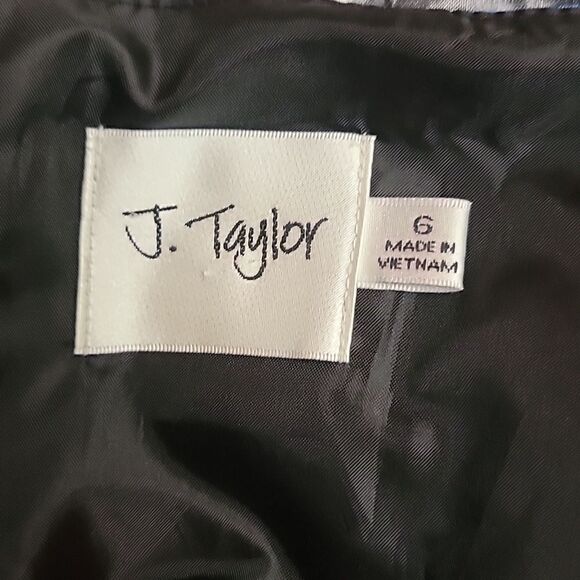 J. Taylor
6
MADE IN
VIETNAM